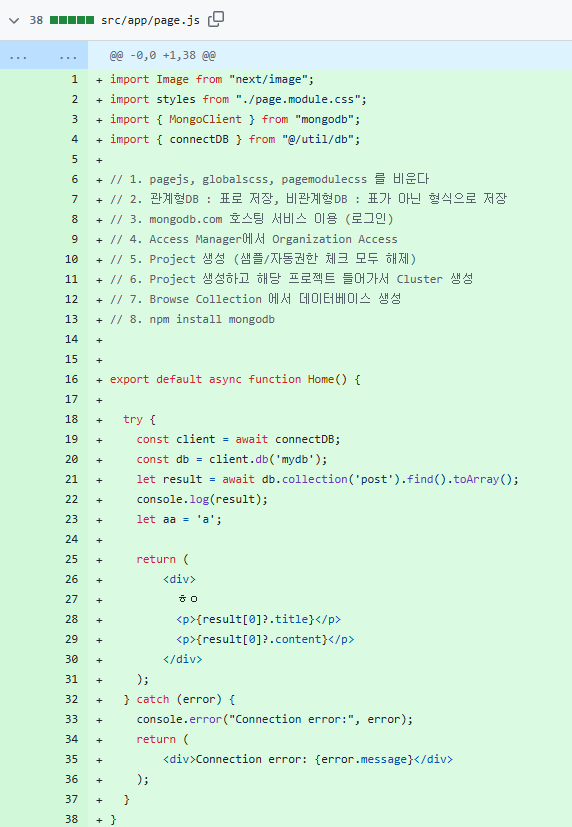 38 src/app/page.js
... ... @@ -0,0 +1,38 @@
1 + import Image from "next/image";
2 + import styles from "./page.module.css";
3 + import { MongoClient } from "mongodb";
4 + import { connectDB } from "@/util/db";
5 +
6 + // 1. pagejs, globalscss, pagemodulecss 를 비운다
7 + // 2. 관계형DB : 표로 저장, 비관계형DB : 표가 아닌 형식으로 저장
8 + // 3. mongodb.com 호스팅 서비스 이용 (로그인)
9 + // 4. Access Manager에서 Organization Access
10 + // 5. Project 생성 (샘플/자동권한 체크 모두 해제)
11 + // 6. Project 생성하고 해당 프로젝트 들어가서 Cluster 생성
12 + // 7. Browse Collection 에서 데이터베이스 생성
13 + // 8. npm install mongodb
14 +
15 +
16 + export default async function Home() {
17 +
18 + try {
19 + const client = await connectDB;
20 + const db = client.db('mydb');
21 + let result = await db.collection('post').find().toArray();
22 + console.log(result);
23 + let aa = 'a';
24 +
25 + return (
26 + <div>
27 + ㅎㅇ
28 + <p>{result[0]?.title}</p>
29 + <p>{result[0]?.content}</p>
30 + </div>
31 + );
32 + } catch (error) {
33 + console.error("Connection error:", error);
34 + return (
35 + <div>Connection error: {error.message}</div>
36 + );
37 + }
38 + }